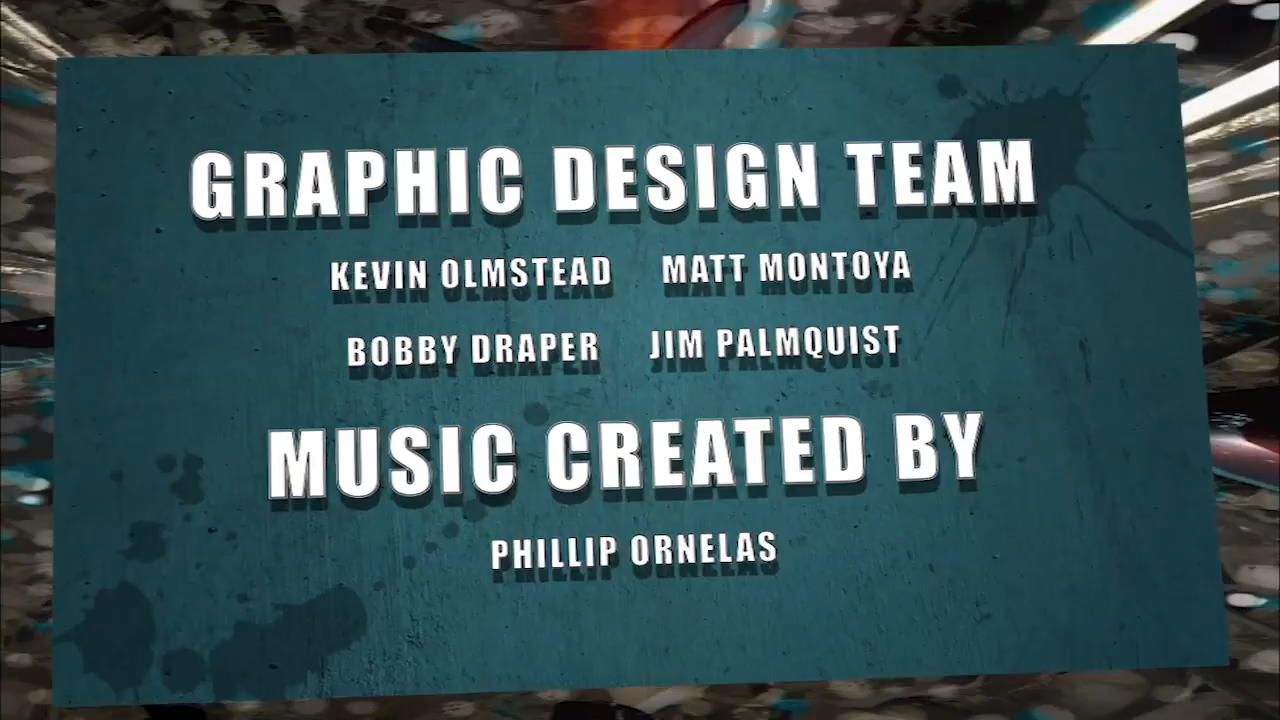 GRAPHIC DESIGN TEAM
KEVIN OLMSTEAD MATT MONTOYA
BOBBY DRAPER JIM PALMQUIST
MUSIC CREATED BY
PHILLIP ORNELAS